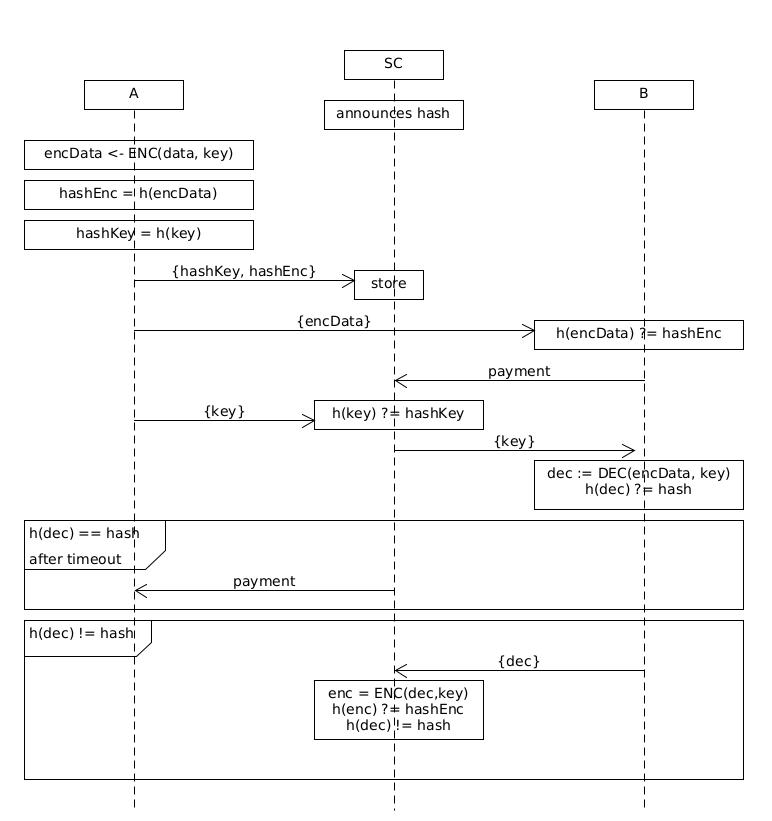 SC
A
B
announces hash
encData <- ENC(data, key)
hashEnc = h(encData)
hashKey = h(key)
{hashKey, hashEnc}
store
{encData}
h(encData) ?= hashEnc
payment
{key}
h(key) ?= hashKey
{key}
dec := DEC(encData, key)
h(dec) ?= hash
h(dec) == hash
after timeout
payment
h(dec) != hash
{dec}
enc = ENC(dec,key)
h(enc) ?= hashEnc
h(dec) != hash